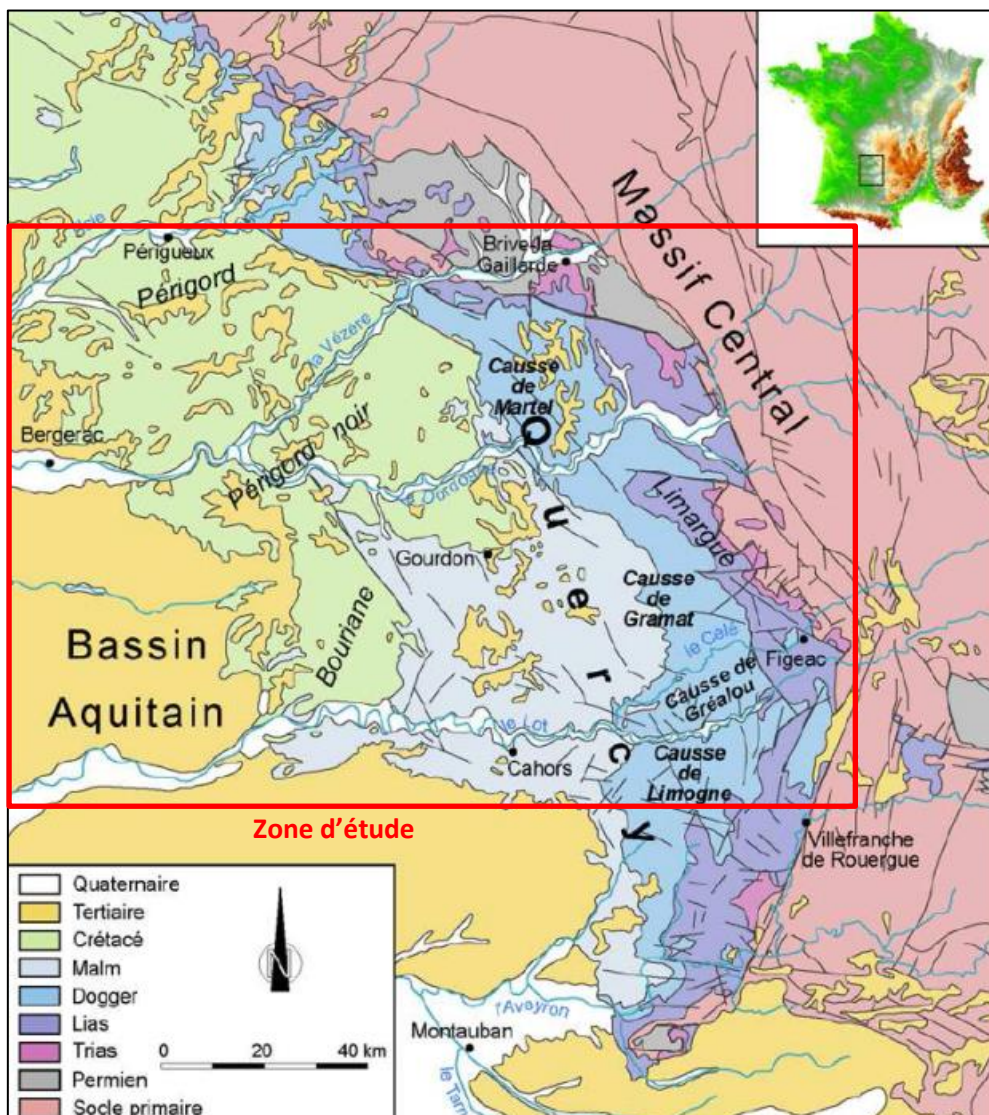 Isle
Périgueux
Périgord
Brive-la
Gaillarde
Massif Central
la Vézère
Causse
de
Martel
Bergerac
Périgord noir
Dordogne
Quercy
Limargue
Gourdon
Causse
de
Gramat
Bassin
Aquitain
Bouriane
le Célé
Figeac
Causse de
Gréalou
le Lot
Cahors
Causse
de
Limogne
Zone d'étude
Villefranche
de Rouergue
Quaternaire
Tertiaire
Crétacé
Malm
Dogger
Lias
Trias
Permien
Socle primaire
N
0 20 40 km
l'Aveyron
Montauban
le Tarn